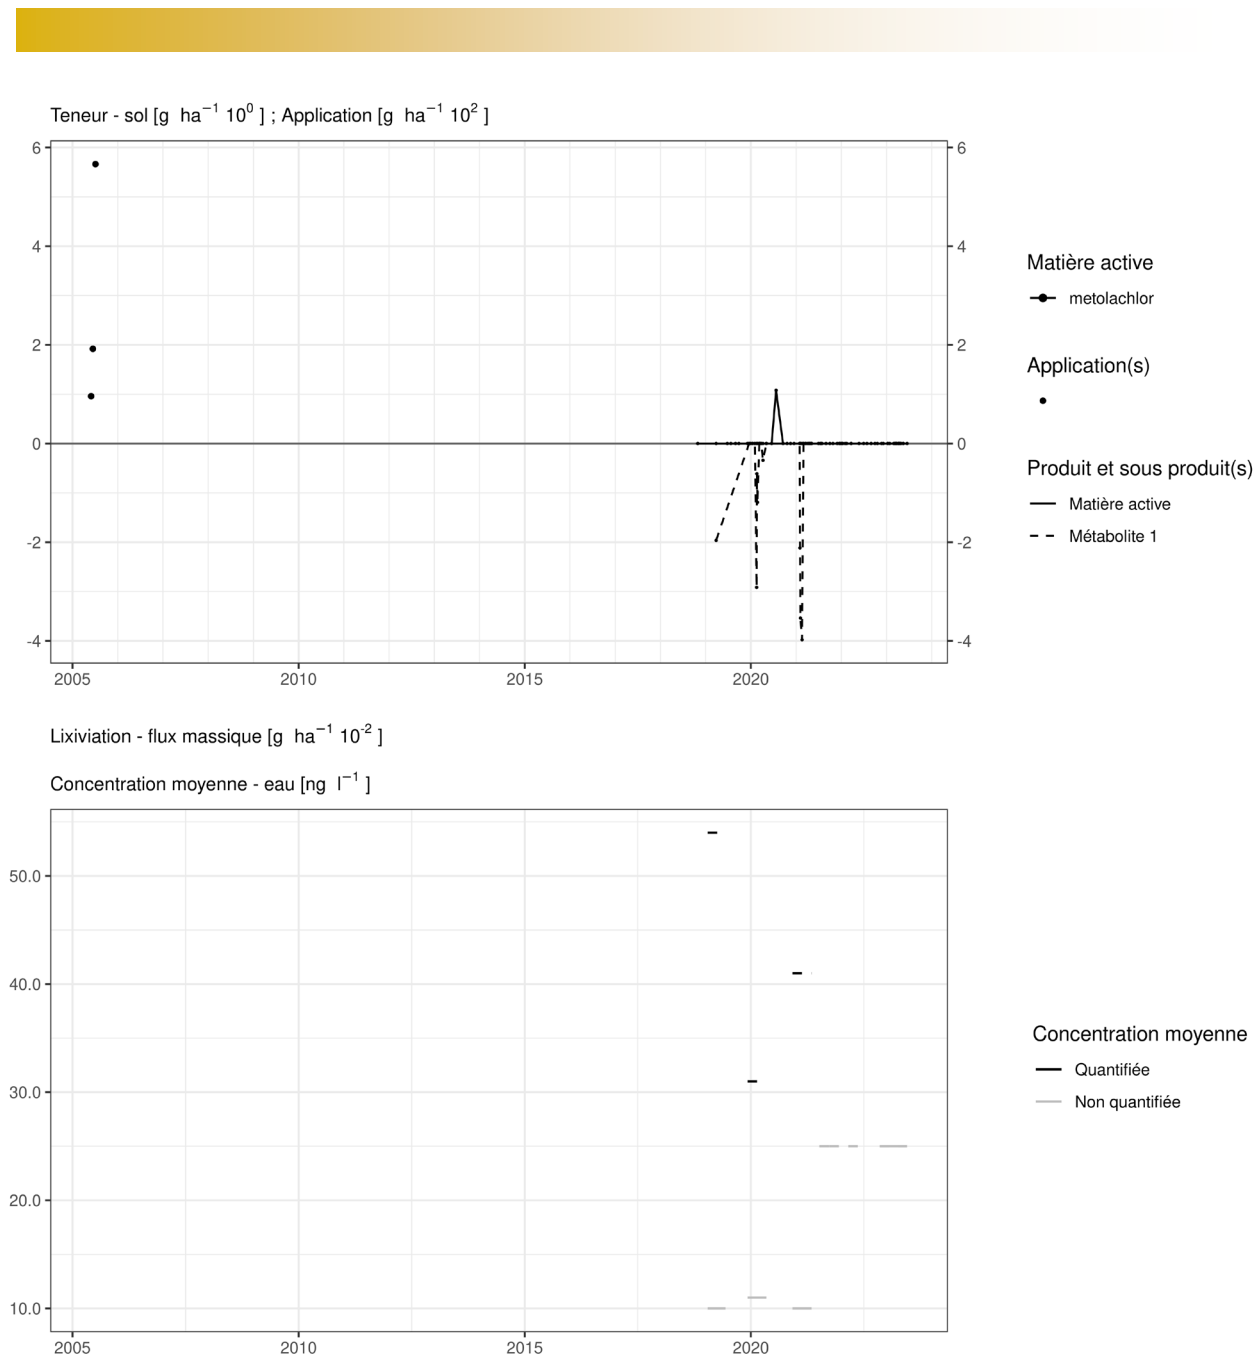 Teneur - sol [g ha⁻¹ 10⁰ ] ; Application [g ha⁻¹ 10² ]
6 6
4 4
2 2
0 0
-2 -2
-4 -4
2005 2010 2015 2020
Matière active
metolachlor
Application(s)
Produit et sous produit(s)
Matière active
Métabolite 1
Lixiviation - flux massique [g ha⁻¹ 10⁻² ]
Concentration moyenne - eau [ng l⁻¹ ]
50.0
40.0
30.0
20.0
10.0
2005 2010 2015 2020
Concentration moyenne
Quantifiée
Non quantifiée